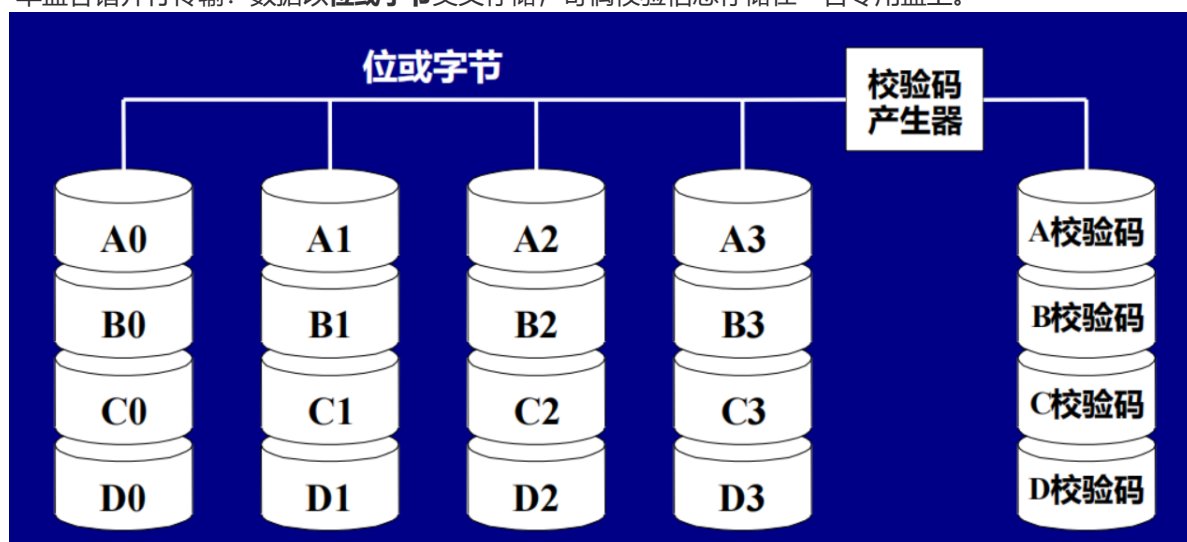 位或字节
校验码
产生器
A0 A1 A2 A3 A校验码
B0 B1 B2 B3 B校验码
C0 C1 C2 C3 C校验码
D0 D1 D2 D3 D校验码